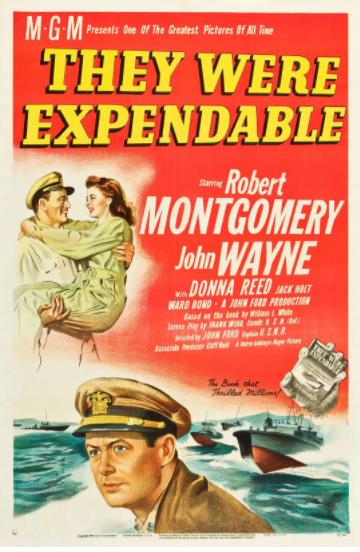 M-G-M Presents One Of The Greatest Pictures Of All Time
THEY WERE
EXPENDABLE
Starring Robert
MONTGOMERY
John WAYNE
with DONNA REED JACK HOLT
WARD BOND · A JOHN FORD PRODUCTION
Based on the book by William L. White
Screen Play by FRANK WEAD, Comdr. U. S. N. (Ret.)
Directed by JOHN FORD Captain U.S.N.R.
Associate Producer Cliff Reid A Metro-Goldwyn-Mayer Picture
The Book that
Thrilled Millions!
THEY WERE
EXPENDABLE